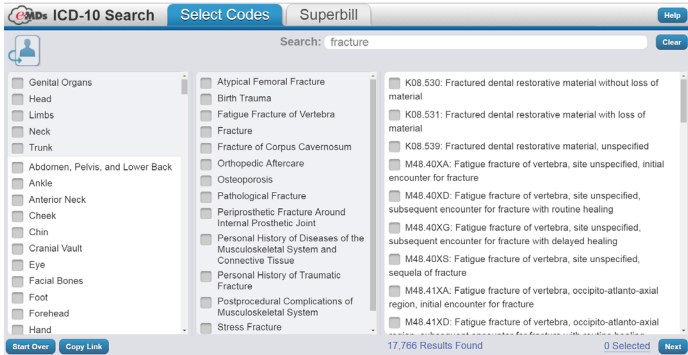 eMDs ICD-10 Search
Select Codes
Superbill
Help
Search: fracture
Clear
Genital Organs
Head
Limbs
Neck
Trunk
Abdomen, Pelvis, and Lower Back
Ankle
Anterior Neck
Cheek
Chin
Cranial Vault
Eye
Facial Bones
Foot
Forehead
Hand
Atypical Femoral Fracture
Birth Trauma
Fatigue Fracture of Vertebra
Fracture
Fracture of Corpus Cavernosum
Orthopedic Aftercare
Osteoporosis
Pathological Fracture
Periprosthetic Fracture Around
Internal Prosthetic Joint
Personal History of Diseases of the
Musculoskeletal System and
Connective Tissue
Personal History of Traumatic
Fracture
Postprocedural Complications of
Musculoskeletal System
Stress Fracture
K08.530: Fractured dental restorative material without loss of
material
K08.531: Fractured dental restorative material with loss of
material
K08.539: Fractured dental restorative material, unspecified
M48.40XA: Fatigue fracture of vertebra, site unspecified, initial
encounter for fracture
M48.40XD: Fatigue fracture of vertebra, site unspecified,
subsequent encounter for fracture with routine healing
M48.40XG: Fatigue fracture of vertebra, site unspecified,
subsequent encounter for fracture with delayed healing
M48.40XS: Fatigue fracture of vertebra, site unspecified,
sequela of fracture
M48.41XA: Fatigue fracture of vertebra, occipito-atlanto-axial
region, initial encounter for fracture
M48.41XD: Fatigue fracture of vertebra, occipito-atlanto-axial
region, subsequent encounter for fracture with routine healing
Start Over
Copy Link
17,766 Results Found
0 Selected
Next